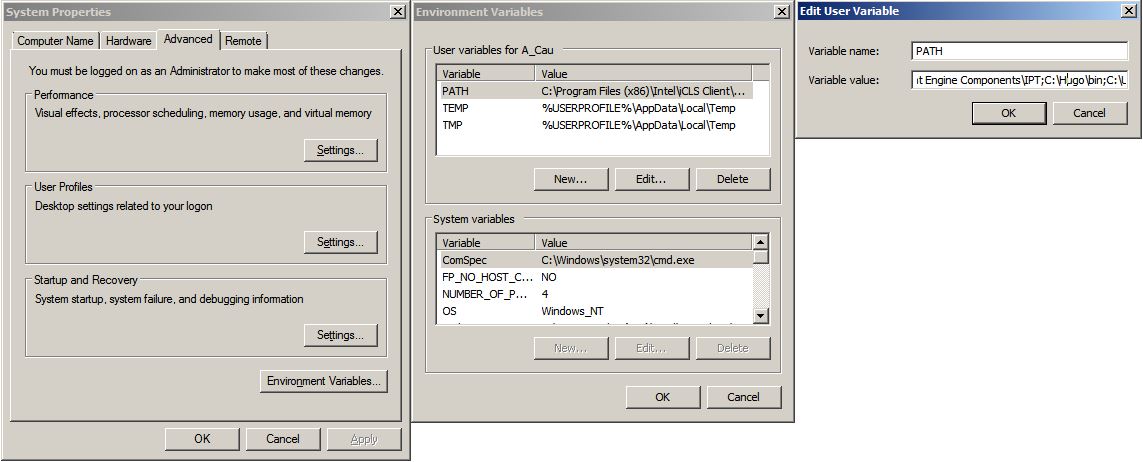 System Properties
Computer Name Hardware Advanced Remote
You must be logged on as an Administrator to make most of these changes.
Performance
Visual effects, processor scheduling, memory usage, and virtual memory
Settings...
User Profiles
Desktop settings related to your logon
Settings...
Startup and Recovery
System startup, system failure, and debugging information
Settings...
Environment Variables...
OK Cancel Apply
Environment Variables
User variables for A_Cau
Variable Value
PATH C:\Program Files (x86)\Intel\iCLS Client\...
TEMP %USERPROFILE%\AppData\Local\Temp
TMP %USERPROFILE%\AppData\Local\Temp
New... Edit... Delete
System variables
Variable Value
ComSpec C:\Windows\system32\cmd.exe
FP_NO_HOST_C... NO
NUMBER_OF_P... 4
OS Windows_NT
New... Edit... Delete
OK Cancel
Edit User Variable
Variable name: PATH
Variable value: Engine Components\IPT;C:\Hugo\bin;C:\
OK Cancel